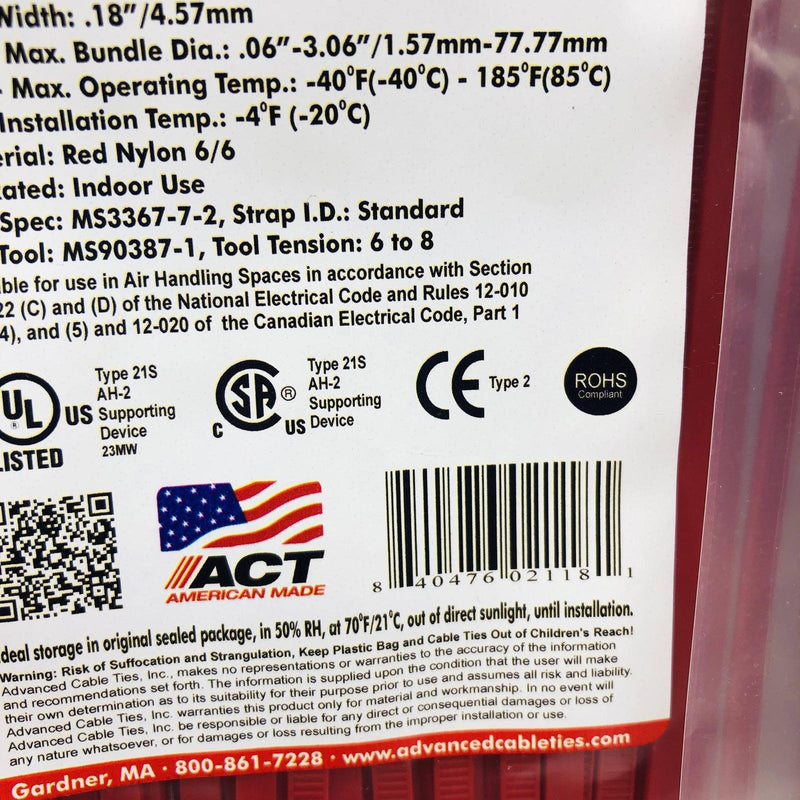 Width: .18"/4.57mm
Max. Bundle Dia.: .06"-3.06"/1.57mm-77.77mm
- Max. Operating Temp.: -40°F(-40°C) - 185°F(85°C)
Installation Temp.: -4°F (-20°C)
erial: Red Nylon 6/6
ated: Indoor Use
Spec: MS3367-7-2, Strap I.D.: Standard
Tool: MS90387-1, Tool Tension: 6 to 8
ble for use in Air Handling Spaces in accordance with Section
22 (C) and (D) of the National Electrical Code and Rules 12-010
4), and (5) and 12-020 of the Canadian Electrical Code, Part 1
UL ® US LISTED
Type 21S
AH-2
Supporting
Device
23MW
C SA ® US
Type 21S
AH-2
Supporting
Device
CE Type 2
ROHS
Compliant
ACT
AMERICAN MADE
8 40476 02118 1
deal storage in original sealed package, in 50% RH, at 70°F/21°C, out of direct sunlight, until installation.
Warning: Risk of Suffocation and Strangulation, Keep Plastic Bag and Cable Ties Out of Children's Reach!
Advanced Cable Ties, Inc., makes no representations or warranties to the accuracy of the information
and recommendations set forth. The information is supplied upon the condition that the user will make
their own determination as to its suitability for their purpose prior to use and assumes all risk and liability.
Advanced Cable Ties, Inc. warranties this product only for material and workmanship. In no event will
Advanced Cable Ties, Inc. be responsible or liable for any direct or consequential damages or loss of
any nature whatsoever, or for damages or loss resulting from the improper installation or use.
Gardner, MA · 800-861-7228 · www.advancedcableties.com